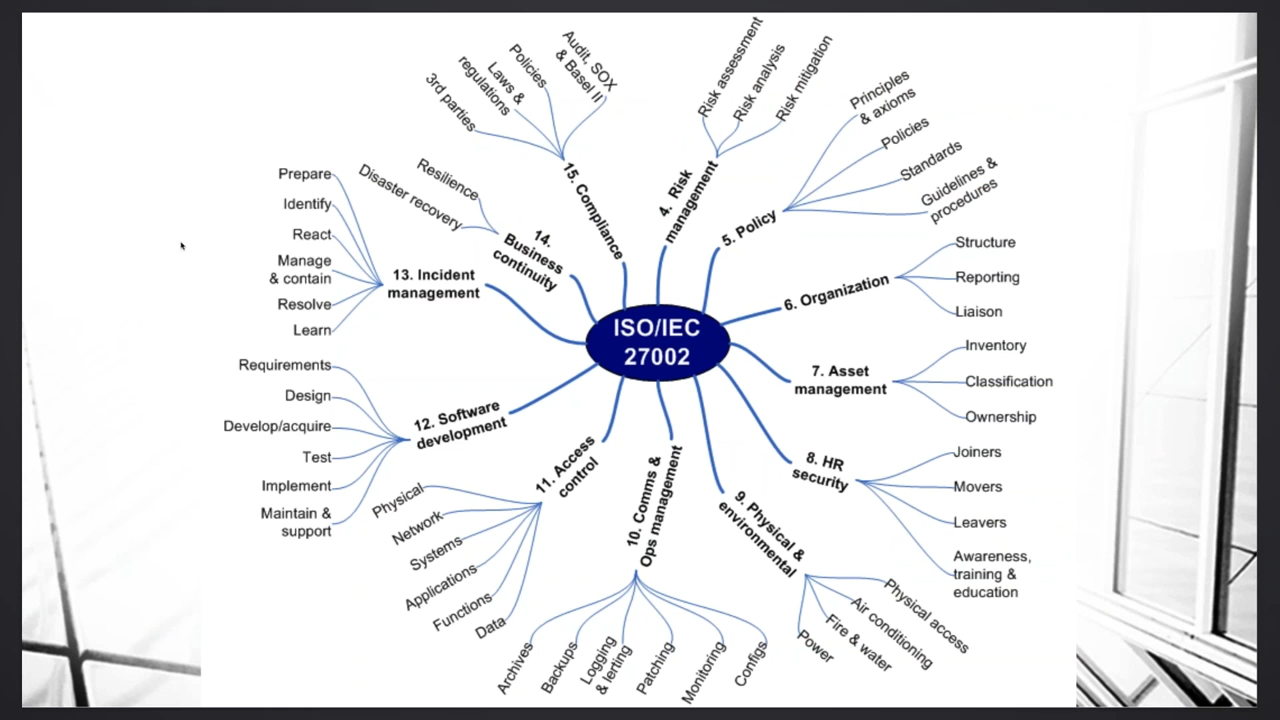 ISO/IEC
27002
4. Risk
management
Risk assessment
Risk analysis
Risk mitigation
5. Policy
Principles
& axioms
Policies
Standards
Guidelines &
procedures
6. Organization
Structure
Reporting
Liaison
7. Asset
management
Inventory
Classification
Ownership
8. HR
security
Joiners
Movers
Leavers
Awareness,
training &
education
9. Physical &
environmental
Physical access
Air conditioning
Fire & water
Power
10. Comms &
Ops management
Configs
Monitoring
Patching
Logging
& lerting
Backups
Archives
11. Access
control
Physical
Network
Systems
Applications
Functions
Data
12. Software
development
Requirements
Design
Develop/acquire
Test
Implement
Maintain &
support
13. Incident
management
Prepare
Identify
React
Manage
& contain
Resolve
Learn
14.
Business
continuity
Resilience
Disaster recovery
15. Compliance
3rd parties
Laws &
regulations
Policies
Audit, SOX
& Basel II